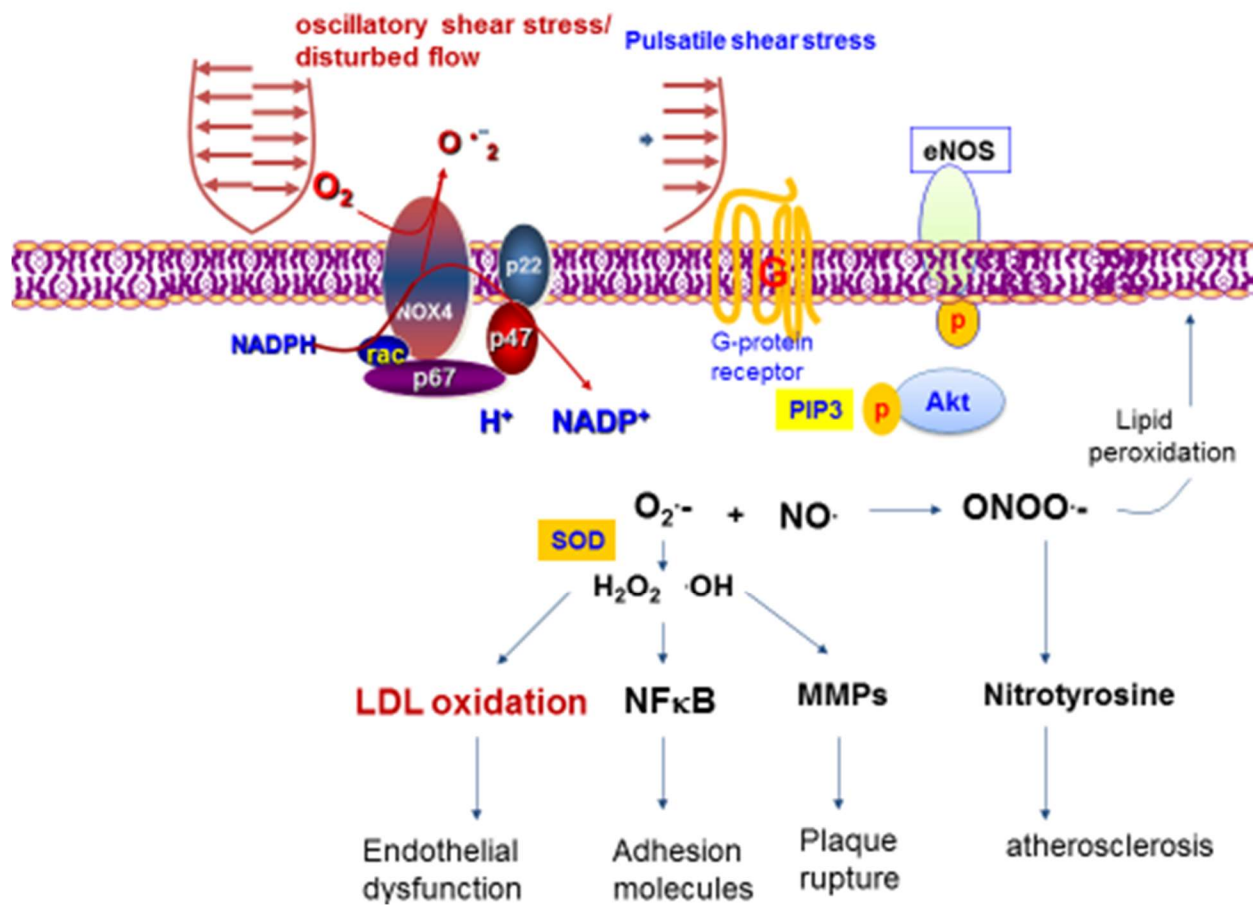 oscillatory shear stress/
disturbed flow
Pulsatile shear stress
O₂
O •⁻ ₂
eNOS
p22
NOX4
G
NADPH
rac
p47
p67
G-protein
receptor
p
H⁺ NADP⁺
PIP3
p
Akt
Lipid
peroxidation
O₂·- + NO· ONOO·-
SOD
H₂O₂ ·OH
LDL oxidation
NFκB
MMPs
Nitrotyrosine
Endothelial
dysfunction
Adhesion
molecules
Plaque
rupture
atherosclerosis